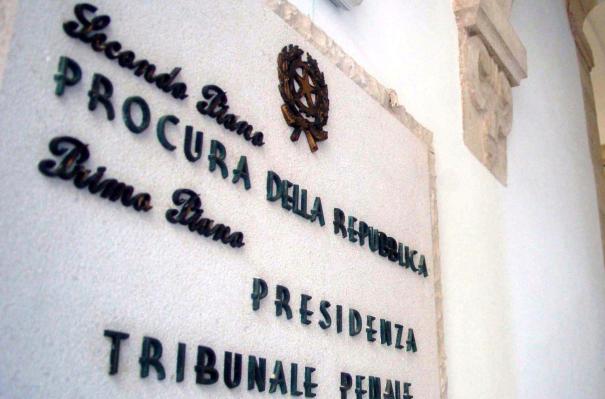 Secondo Piano
PROCURA DELLA REPUBBLICA
Primo Piano
PRESIDENZA
TRIBUNALE PENALE